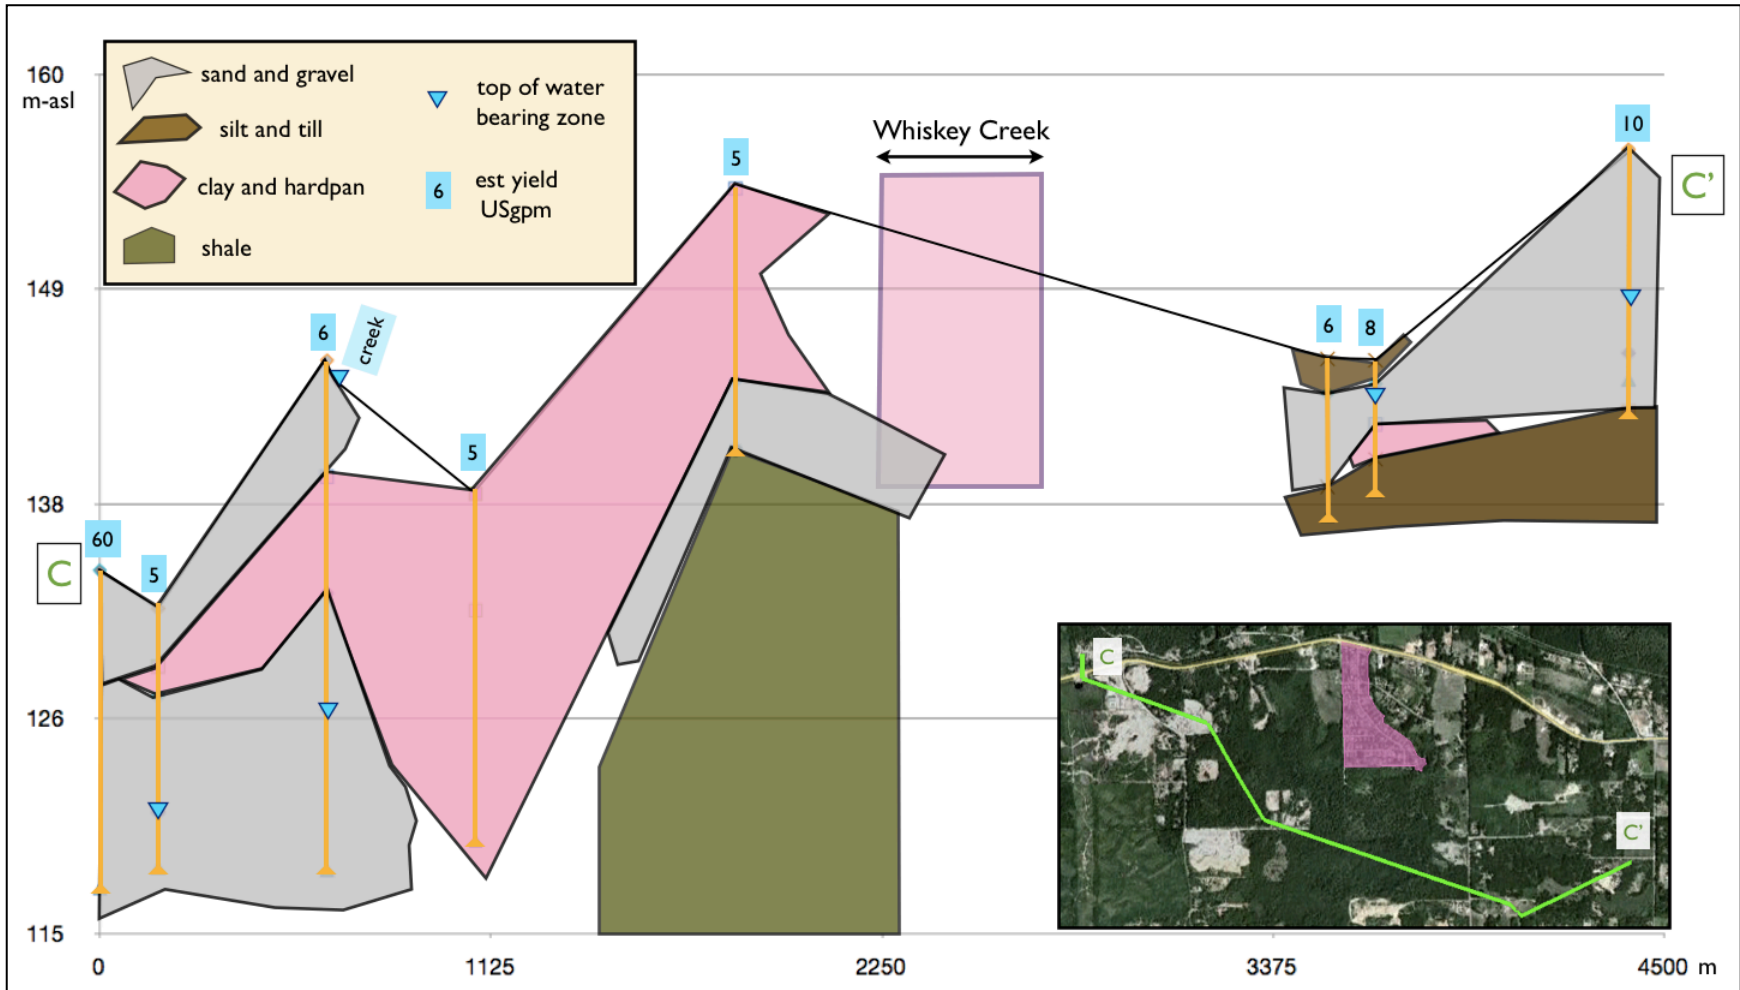 160
m-asl
149
138
126
115
0
1125
2250
3375
4500 m
sand and gravel
silt and till
clay and hardpan
shale
top of water
bearing zone
6
est yield
USgpm
C
60
5
6
creek
5
5
Whiskey Creek
6
8
10
C’
C
C’